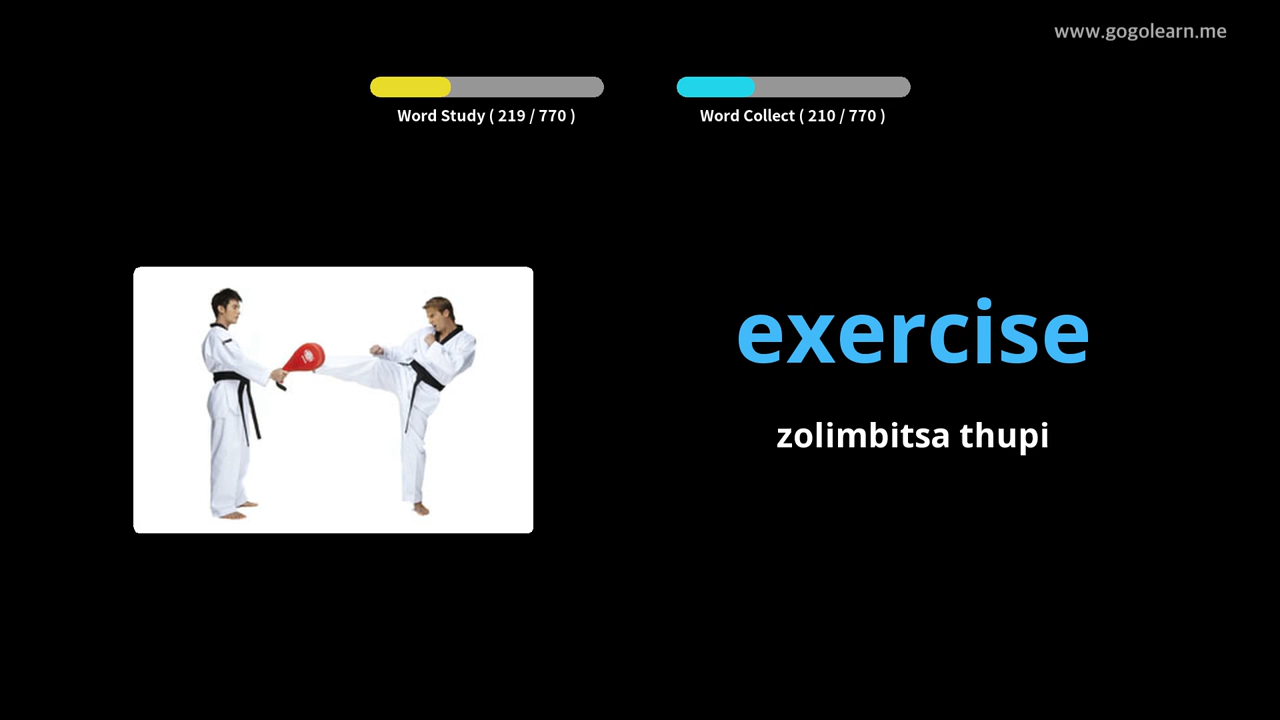 www.gogolearn.me
Word Study ( 219 / 770 )
Word Collect ( 210 / 770 )
exercise
zolimbitsa thupi